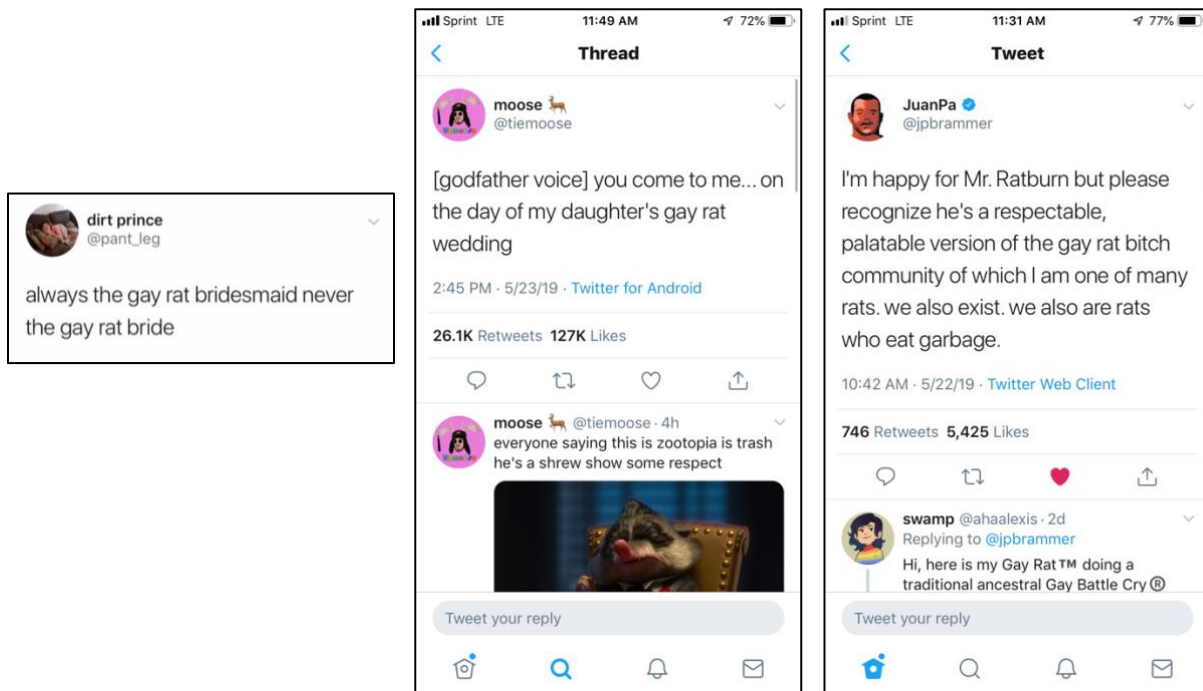 dirt prince
@pant_leg
always the gay rat bridesmaid never
the gay rat bride
Sprint LTE 11:49 AM 72%
Thread
moose 🦌
@tiemoose
[godfather voice] you come to me... on
the day of my daughter's gay rat
wedding
2:45 PM · 5/23/19 · Twitter for Android
26.1K Retweets 127K Likes
moose 🦌 @tiemoose · 4h
everyone saying this is zootopia is trash
he's a shrew show some respect
Tweet your reply
Sprint LTE 11:31 AM 77%
Tweet
JuanPa
@jpbrammer
I'm happy for Mr. Ratburn but please
recognize he's a respectable,
palatable version of the gay rat bitch
community of which I am one of many
rats. we also exist. we also are rats
who eat garbage.
10:42 AM · 5/22/19 · Twitter Web Client
746 Retweets 5,425 Likes
swamp @ahaalexis · 2d
Replying to @jpbrammer
Hi, here is my Gay Rat™ doing a
traditional ancestral Gay Battle Cry®
Tweet your reply